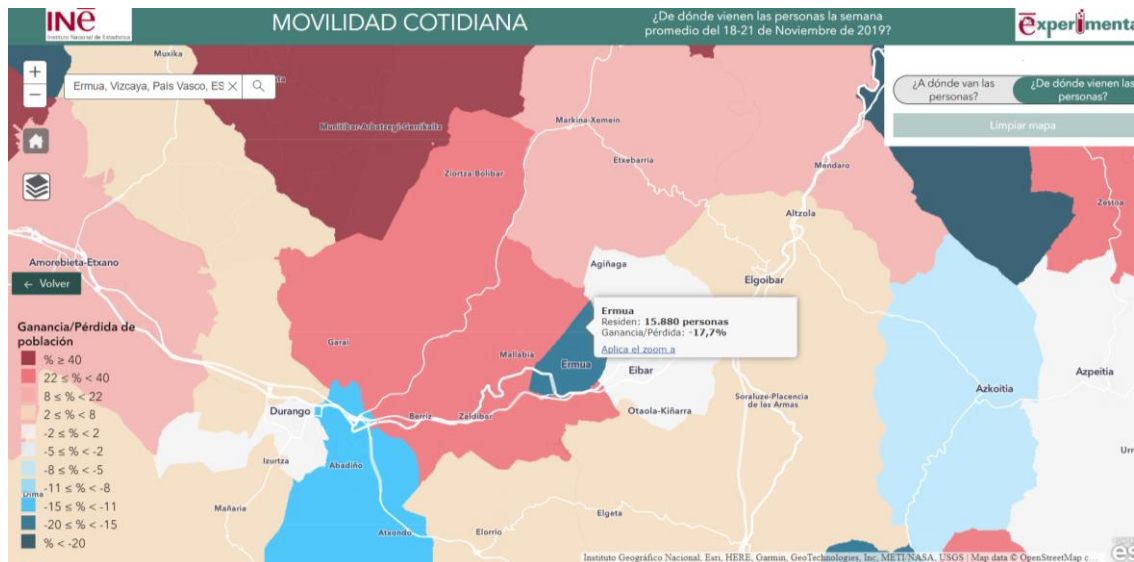 INE
Instituto Nacional de Estadística
MOVILIDAD COTIDIANA
¿De dónde vienen las personas la semana
promedio del 18-21 de Noviembre de 2019?
experimenta
+
−
Ermua, Vizcaya, País Vasco, ES ×
¿A dónde van las
personas?
¿De dónde vienen las
personas?
Limpiar mapa
Muxika
Munitibar-Arbatzegi-Gerrikaitz
Markina-Xemein
Etxebarria
Mendaro
Ziortza-Bolibar
Zestoa
Altzola
Amorebieta-Etxano
Agiñaga
Elgoibar
← Volver
Ermua
Residen: 15.880 personas
Ganancia/Pérdida: -17,7%
Aplica el zoom a
Garai
Mallabia
Ermua
Eibar
Azkoitia
Azpeitia
Durango
Berriz
Zaldibar
Otaola-Kiñarra
Soraluze-Placencia
de las Armas
Izurtza
Abadiño
Urr
Dima
Mañaria
Atxondo
Elorrio
Elgeta
Ganancia/Pérdida de
población
% ≥ 40
22 ≤ % < 40
8 ≤ % < 22
2 ≤ % < 8
-2 ≤ % < 2
-5 ≤ % < -2
-8 ≤ % < -5
-11 ≤ % < -8
-15 ≤ % < -11
-20 ≤ % < -15
% < -20
Instituto Geográfico Nacional, Esri, HERE, Garmin, GeoTechnologies, Inc, METI/NASA, USGS | Map data © OpenStreetMap c...
es